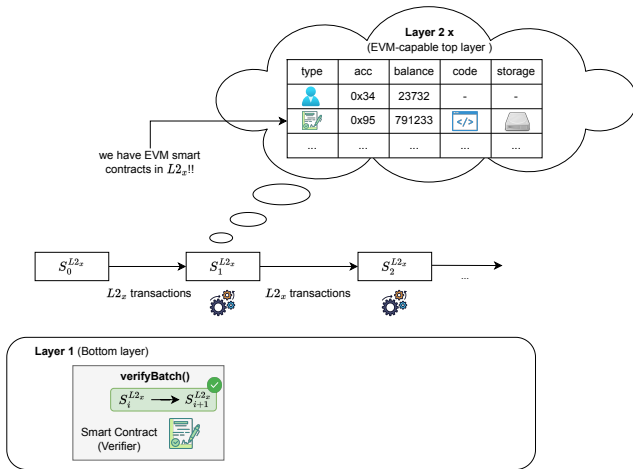 Layer 2 x
(EVM-capable top layer )
type acc balance code storage
0x34 23732 - -
0x95 791233 </>
... ... ... ... ...
we have EVM smart
contracts in L2ₓ!!
S₀^{L2ₓ} S₁^{L2ₓ} S₂^{L2ₓ} ...
L2ₓ transactions L2ₓ transactions
Layer 1 (Bottom layer)
verifyBatch()
Sᵢ^{L2ₓ} ⟶ Sᵢ₊₁^{L2ₓ}
Smart Contract
(Verifier)